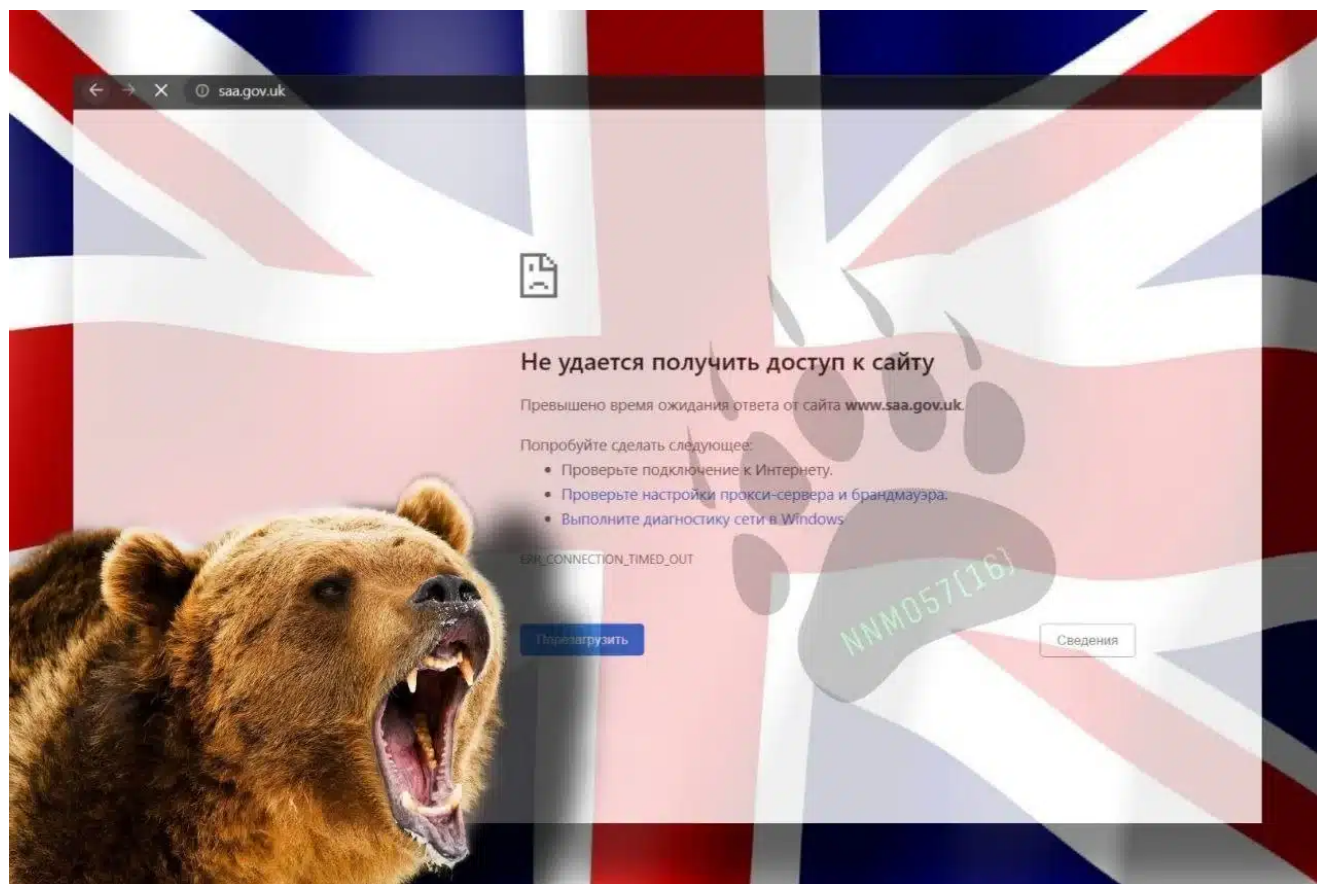 saa.gov.uk
Не удается получить доступ к сайту
Превышено время ожидания ответа от сайта www.saa.gov.uk.
Попробуйте сделать следующее:
• Проверьте подключение к Интернету.
• Проверьте настройки прокси-сервера и брандмауэра.
• Выполните диагностику сети в Windows
ERR_CONNECTION_TIMED_OUT
NNM057[16]
Перезагрузить
Сведения